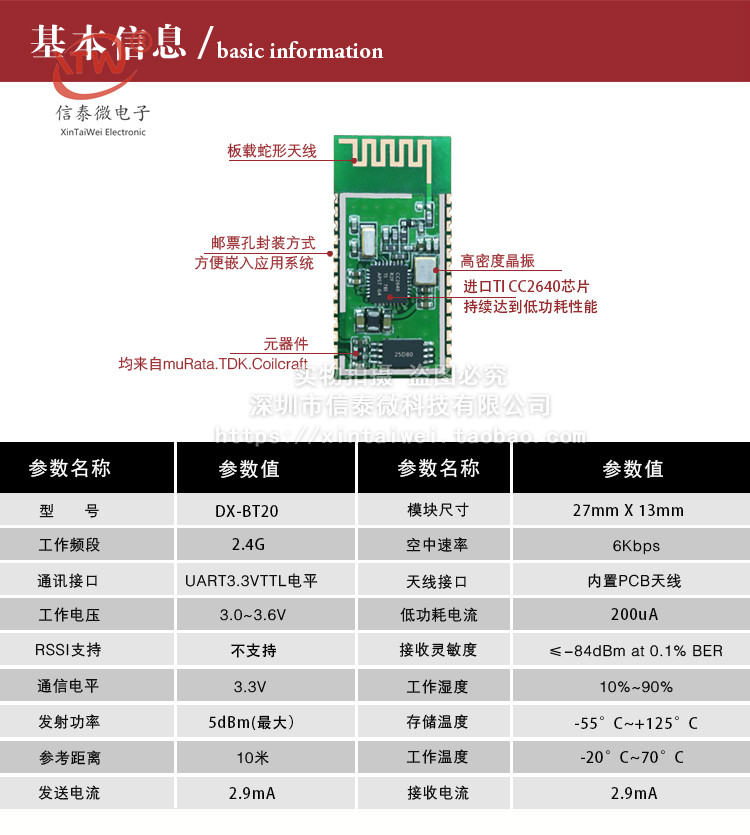 基本信息 / basic information
XTW
信泰微电子
XinTaiWei Electronic
板载蛇形天线
邮票孔封装方式
方便嵌入应用系统
高密度晶振
进口TI CC2640芯片
持续达到低功耗性能
CC2640
25D80
元器件
均来自muRata.TDK.Coilcraft
实物拍摄 盗图必究
深圳市信泰微科技有限公司
https://xintaiwei.taobao.com
参数名称 参数值 参数名称 参数值
型 号 DX-BT20 模块尺寸 27mm X 13mm
工作频段 2.4G 空中速率 6Kbps
通讯接口 UART3.3VTTL电平 天线接口 内置PCB天线
工作电压 3.0~3.6V 低功耗电流 200uA
RSSI支持 不支持 接收灵敏度 ≤-84dBm at 0.1% BER
通信电平 3.3V 工作湿度 10%~90%
发射功率 5dBm(最大) 存储温度 -55°C~+125°C
参考距离 10米 工作温度 -20°C~70°C
发送电流 2.9mA 接收电流 2.9mA